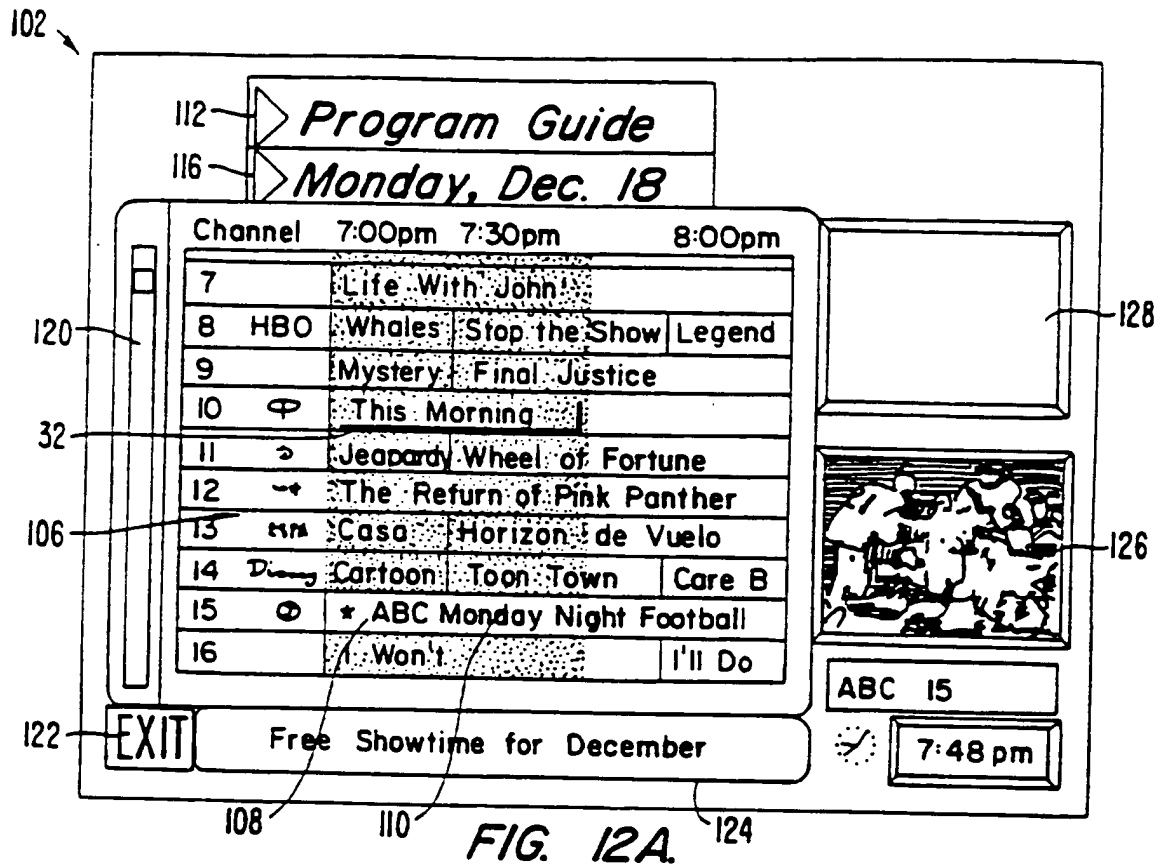 102
112 Program Guide
116 Monday, Dec. 18
Channel 7:00pm 7:30pm 8:00pm
7 Life With John
8 HBO Whales Stop the Show Legend
9 Mystery Final Justice
10 This Morning
11 Jeopardy Wheel of Fortune
12 The Return of Pink Panther
13 Casa Horizon de Vuelo
14 Disney Cartoon Toon Town Care B
15 * ABC Monday Night Football
16 I Won't I'll Do
120
32
106
128
126
ABC 15
122 EXIT Free Showtime for December 7:48 pm
108 110 124
FIG. 12A.